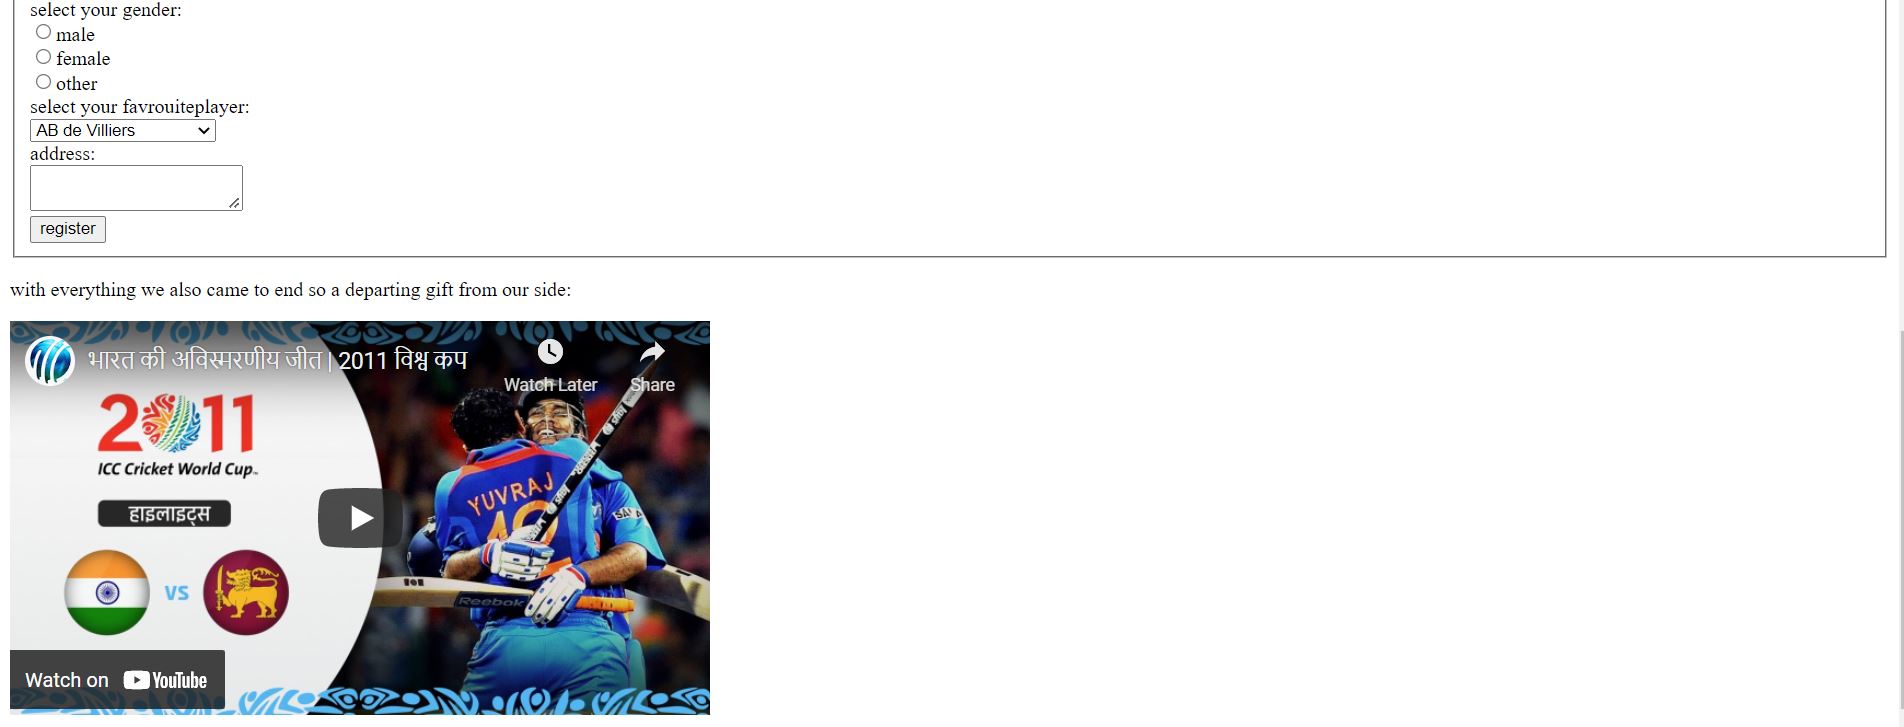 select your gender:
male
female
other
select your favrouiteplayer:
AB de Villiers
address:
register
with everything we also came to end so a departing gift from our side:
भारत की अविस्मरणीय जीत | 2011 विश्व कप
Watch Later
Share
2011
ICC Cricket World Cup
हाइलाइट्स
VS
YUVRAJ
Reebok
Watch on YouTube